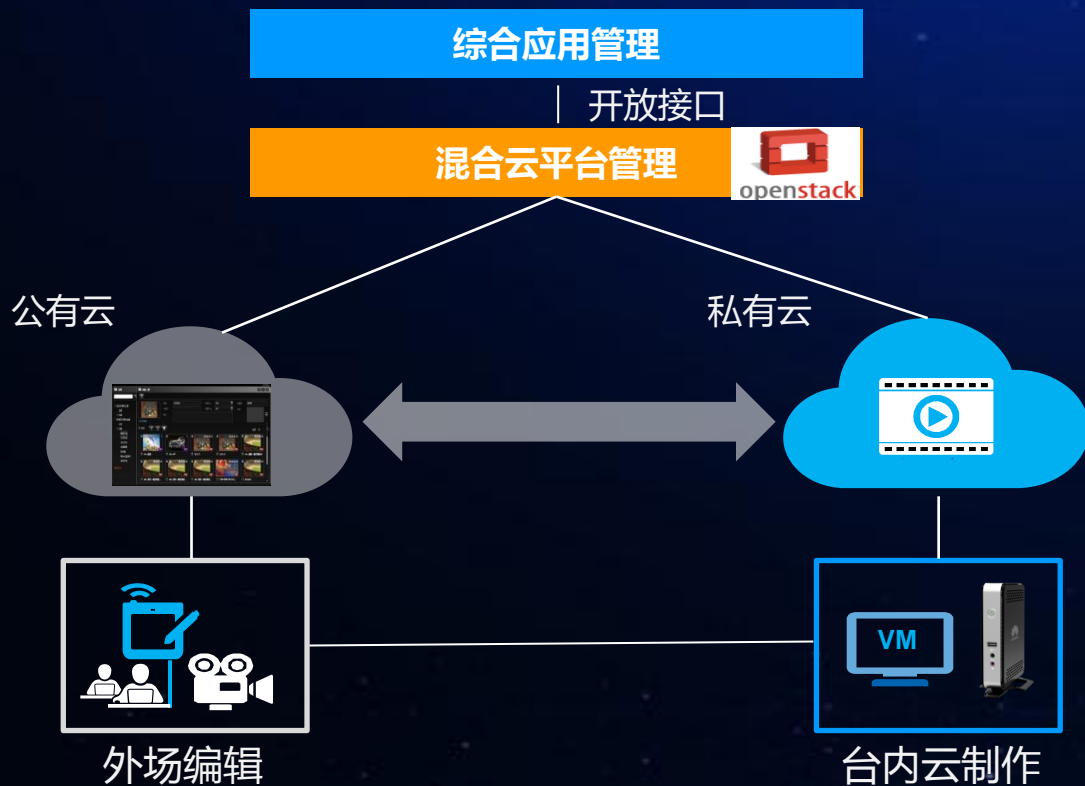 综合应用管理
开放接口
混合云平台管理
openstack
公有云
私有云
VM
外场编辑
台内云制作